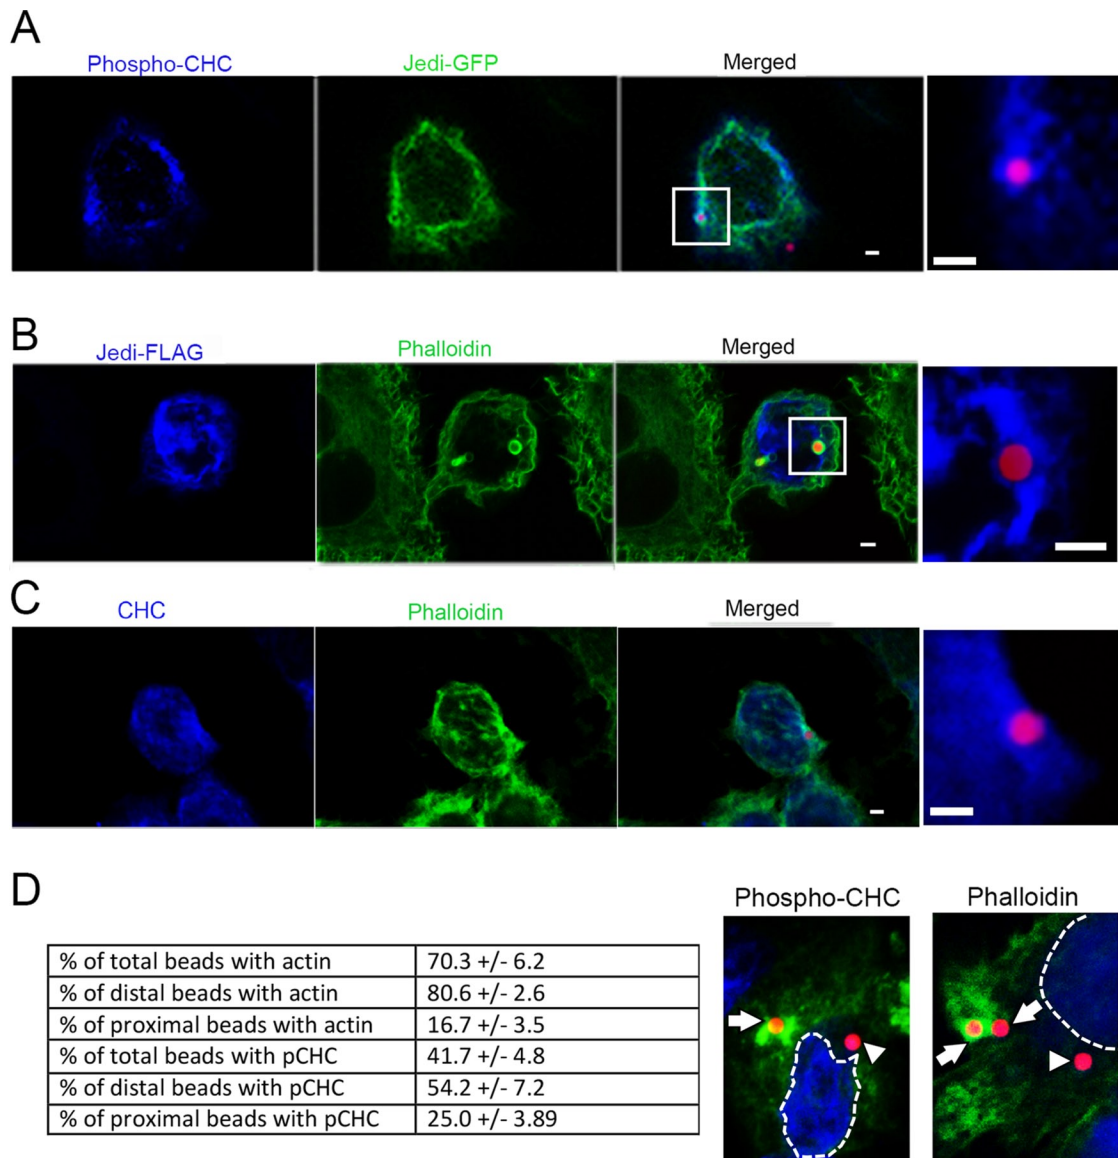 A
Phospho-CHC Jedi-GFP Merged
B
Jedi-FLAG Phalloidin Merged
C
CHC Phalloidin Merged
D
Phospho-CHC Phalloidin
% of total beads with actin 70.3 +/- 6.2
% of distal beads with actin 80.6 +/- 2.6
% of proximal beads with actin 16.7 +/- 3.5
% of total beads with pCHC 41.7 +/- 4.8
% of distal beads with pCHC 54.2 +/- 7.2
% of proximal beads with pCHC 25.0 +/- 3.89